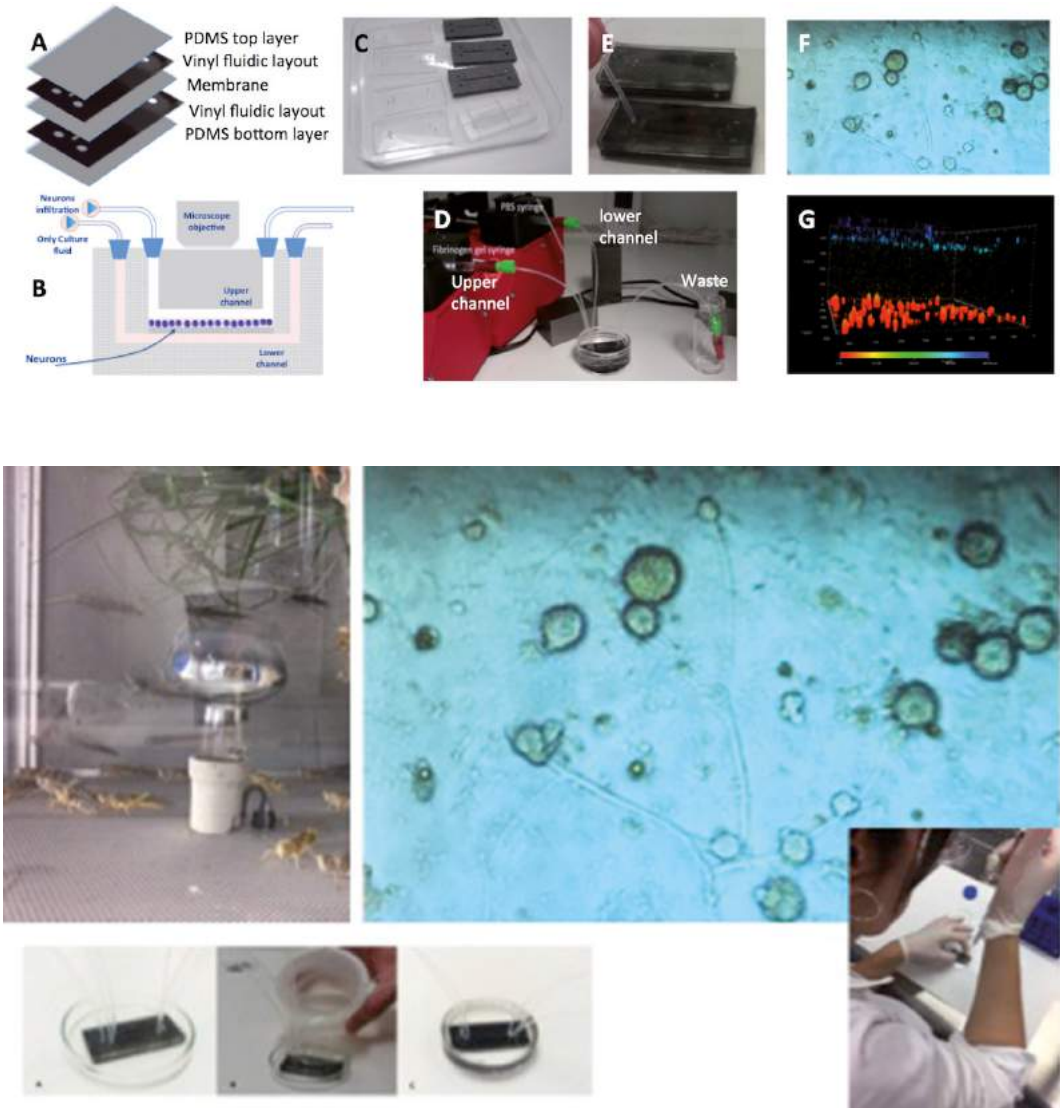 A
PDMS top layer
Vinyl fluidic layout
Membrane
Vinyl fluidic layout
PDMS bottom layer
C
E
F
Neurons
infiltration
Only Culture
fluid
Microscope
objective
B
Upper
channel
Neurons
Lower
channel
D
PBS syringe
lower
channel
Fibrinogen gel syringe
Upper
channel
Waste
G
A
B
C